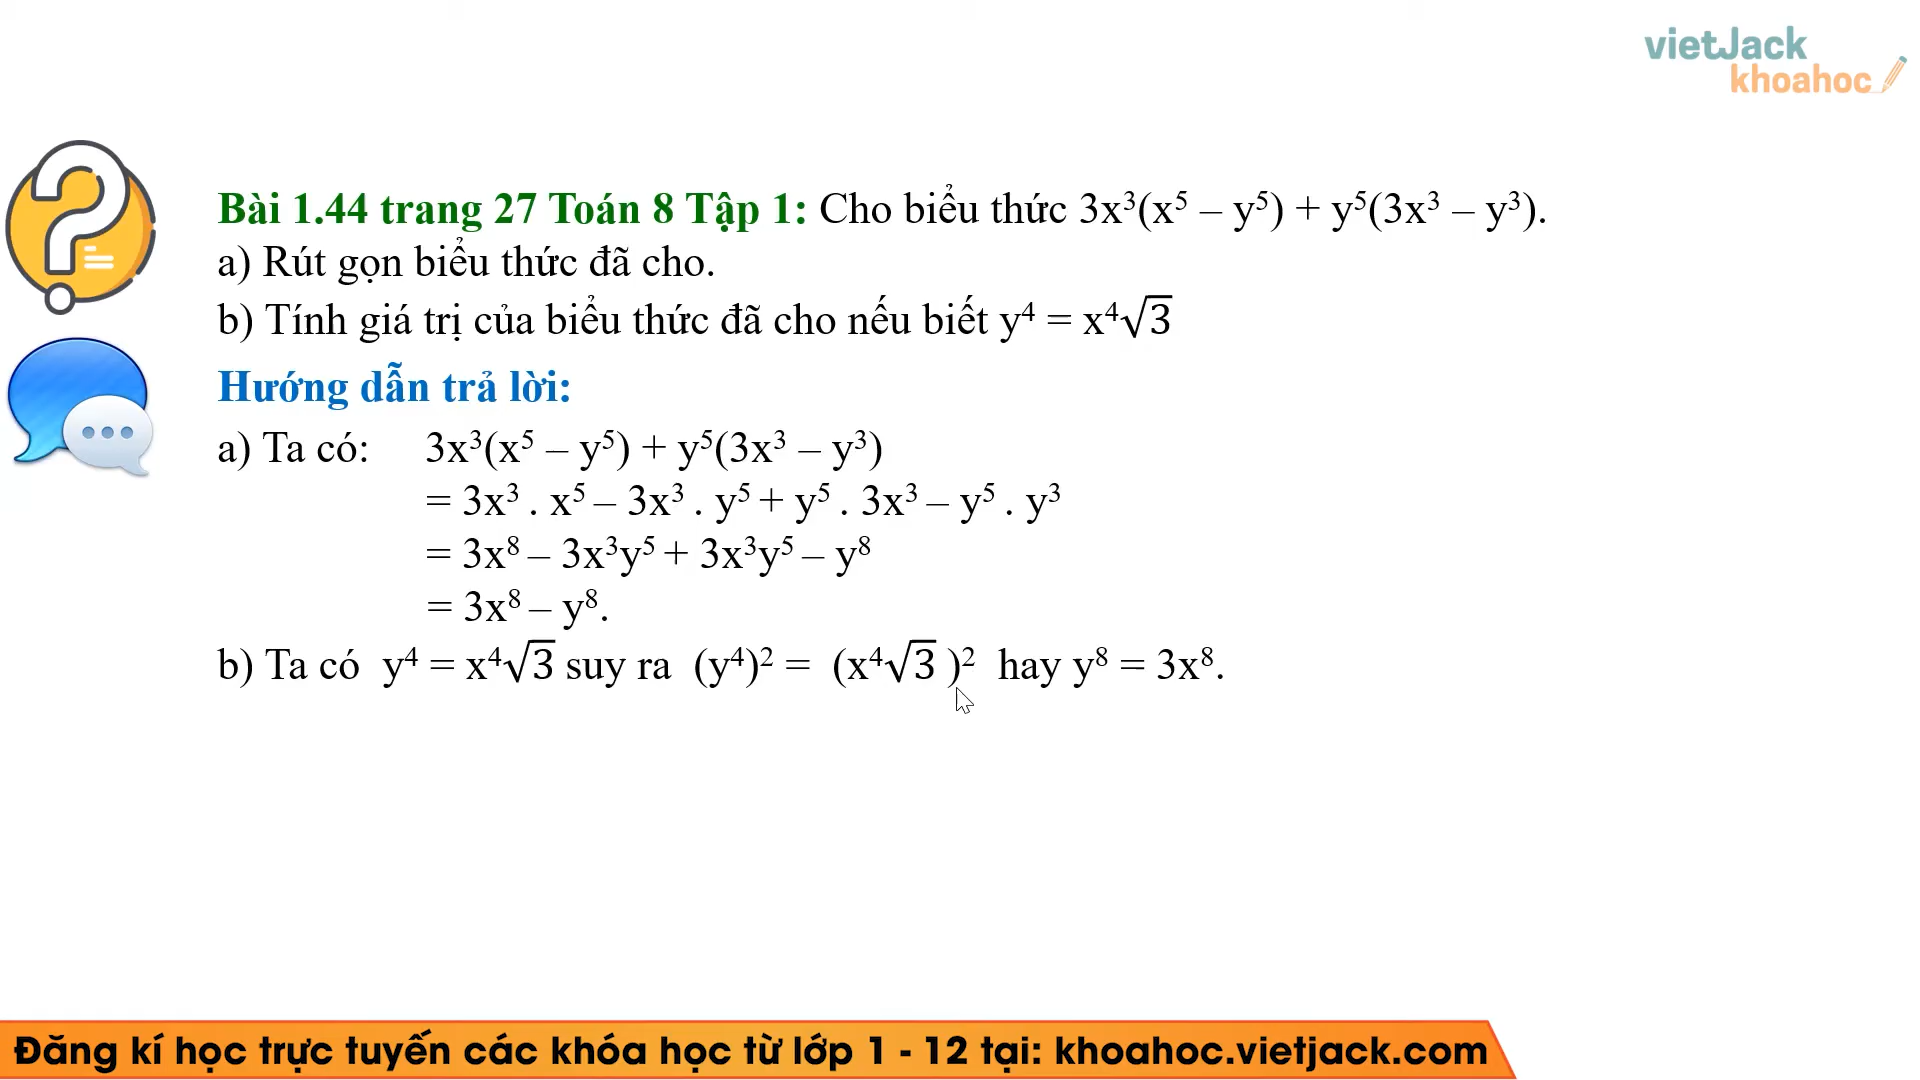 vietJack
khoahoc
Bài 1.44 trang 27 Toán 8 Tập 1: Cho biểu thức 3x³(x⁵ – y⁵) + y⁵(3x³ – y³).
a) Rút gọn biểu thức đã cho.
b) Tính giá trị của biểu thức đã cho nếu biết y⁴ = x⁴√3
Hướng dẫn trả lời:
a) Ta có: 3x³(x⁵ – y⁵) + y⁵(3x³ – y³)
= 3x³ . x⁵ – 3x³ . y⁵ + y⁵ . 3x³ – y⁵ . y³
= 3x⁸ – 3x³y⁵ + 3x³y⁵ – y⁸
= 3x⁸ – y⁸.
b) Ta có y⁴ = x⁴√3 suy ra (y⁴)² = (x⁴√3 )² hay y⁸ = 3x⁸.
Đăng kí học trực tuyến các khóa học từ lớp 1 - 12 tại: khoahoc.vietjack.com